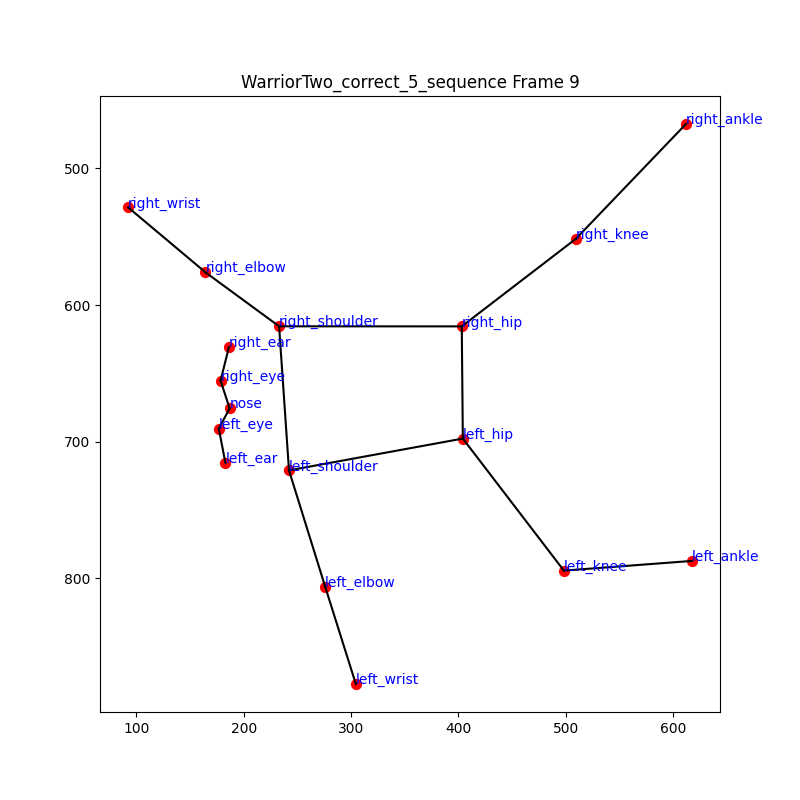 WarriorTwo_correct_5_sequence Frame 9
right_ankle
500
right_wrist
right_knee
right_elbow
600
right_shoulder
right_hip
right_ear
right_eye
nose
left_eye
left_hip
700
left_ear
left_shoulder
left_ankle
left_knee
800
left_elbow
left_wrist
100 200 300 400 500 600